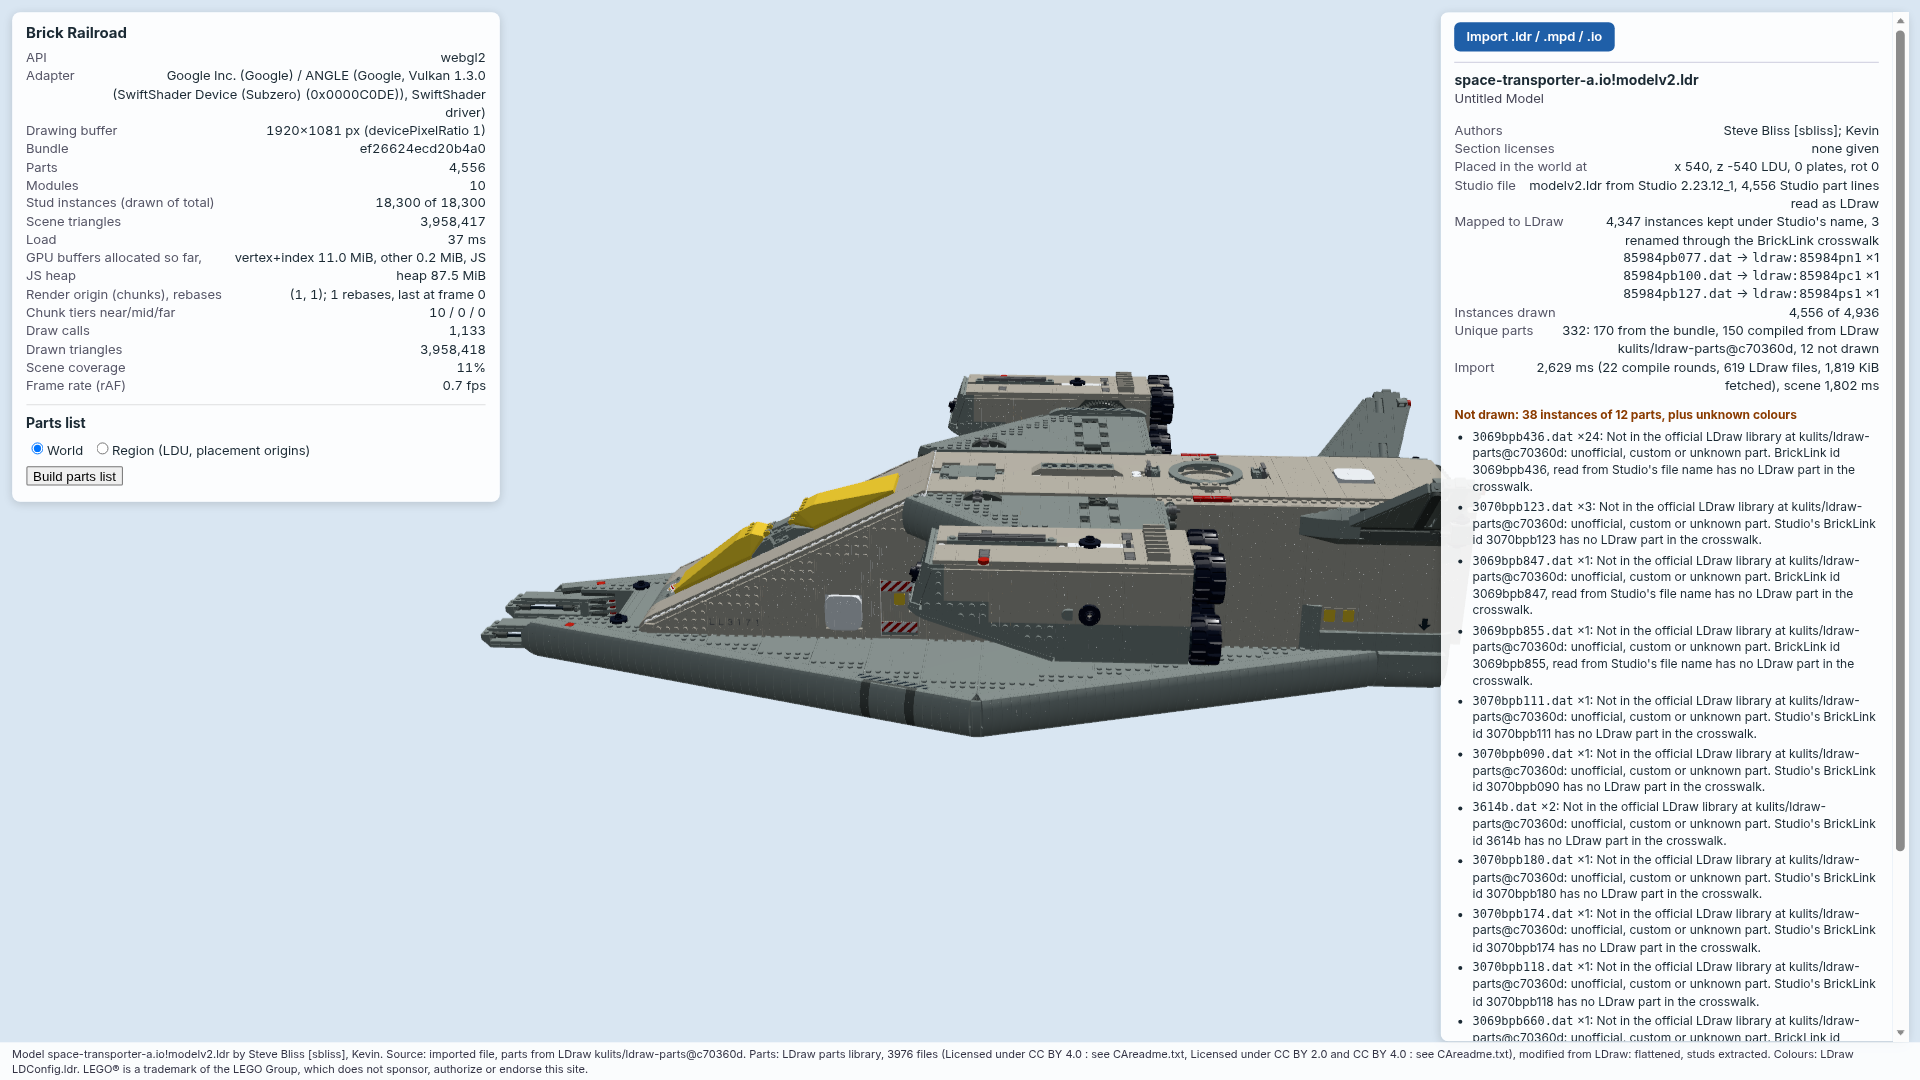 Brick Railroad
API webgl2
Adapter Google Inc. (Google) / ANGLE (Google, Vulkan 1.3.0
(SwiftShader Device (Subzero) (0x0000C0DE)), SwiftShader
driver)
Drawing buffer 1920×1081 px (devicePixelRatio 1)
Bundle ef26624ecd20b4a0
Parts 4,556
Modules 10
Stud instances (drawn of total) 18,300 of 18,300
Scene triangles 3,958,417
Load 37 ms
GPU buffers allocated so far, vertex+index 11.0 MiB, other 0.2 MiB, JS
JS heap heap 87.5 MiB
Render origin (chunks), rebases (1, 1); 1 rebases, last at frame 0
Chunk tiers near/mid/far 10 / 0 / 0
Draw calls 1,133
Drawn triangles 3,958,418
Scene coverage 11%
Frame rate (rAF) 0.7 fps
Parts list
World Region (LDU, placement origins)
Build parts list
Import .ldr / .mpd / .io
space-transporter-a.io!modelv2.ldr
Untitled Model
Authors Steve Bliss [sbliss]; Kevin
Section licenses none given
Placed in the world at x 540, z -540 LDU, 0 plates, rot 0
Studio file modelv2.ldr from Studio 2.23.12_1, 4,556 Studio part lines
read as LDraw
Mapped to LDraw 4,347 instances kept under Studio's name, 3
renamed through the BrickLink crosswalk
85984pb077.dat → ldraw:85984pn1 ×1
85984pb100.dat → ldraw:85984pc1 ×1
85984pb127.dat → ldraw:85984ps1 ×1
Instances drawn 4,556 of 4,936
Unique parts 332: 170 from the bundle, 150 compiled from LDraw
kulits/ldraw-parts@c70360d, 12 not drawn
Import 2,629 ms (22 compile rounds, 619 LDraw files, 1,819 KiB
fetched), scene 1,802 ms
Not drawn: 38 instances of 12 parts, plus unknown colours
• 3069bpb436.dat ×24: Not in the official LDraw library at kulits/ldraw-
parts@c70360d: unofficial, custom or unknown part. BrickLink id
3069bpb436, read from Studio's file name has no LDraw part in the
crosswalk.
• 3070bpb123.dat ×3: Not in the official LDraw library at kulits/ldraw-
parts@c70360d: unofficial, custom or unknown part. Studio's BrickLink
id 3070bpb123 has no LDraw part in the crosswalk.
• 3069bpb847.dat ×1: Not in the official LDraw library at kulits/ldraw-
parts@c70360d: unofficial, custom or unknown part. BrickLink id
3069bpb847, read from Studio's file name has no LDraw part in the
crosswalk.
• 3069bpb855.dat ×1: Not in the official LDraw library at kulits/ldraw-
parts@c70360d: unofficial, custom or unknown part. BrickLink id
3069bpb855, read from Studio's file name has no LDraw part in the
crosswalk.
• 3070bpb111.dat ×1: Not in the official LDraw library at kulits/ldraw-
parts@c70360d: unofficial, custom or unknown part. Studio's BrickLink
id 3070bpb111 has no LDraw part in the crosswalk.
• 3070bpb090.dat ×1: Not in the official LDraw library at kulits/ldraw-
parts@c70360d: unofficial, custom or unknown part. Studio's BrickLink
id 3070bpb090 has no LDraw part in the crosswalk.
• 3614b.dat ×2: Not in the official LDraw library at kulits/ldraw-
parts@c70360d: unofficial, custom or unknown part. Studio's BrickLink
id 3614b has no LDraw part in the crosswalk.
• 3070bpb180.dat ×1: Not in the official LDraw library at kulits/ldraw-
parts@c70360d: unofficial, custom or unknown part. Studio's BrickLink
id 3070bpb180 has no LDraw part in the crosswalk.
• 3070bpb174.dat ×1: Not in the official LDraw library at kulits/ldraw-
parts@c70360d: unofficial, custom or unknown part. Studio's BrickLink
id 3070bpb174 has no LDraw part in the crosswalk.
• 3070bpb118.dat ×1: Not in the official LDraw library at kulits/ldraw-
parts@c70360d: unofficial, custom or unknown part. Studio's BrickLink
id 3070bpb118 has no LDraw part in the crosswalk.
• 3069bpb660.dat ×1: Not in the official LDraw library at kulits/ldraw-
parts@c70360d: unofficial, custom or unknown part. BrickLink id
Model space-transporter-a.io!modelv2.ldr by Steve Bliss [sbliss], Kevin. Source: imported file, parts from LDraw kulits/ldraw-parts@c70360d. Parts: LDraw parts library, 3976 files (Licensed under CC BY 4.0 : see CAreadme.txt, Licensed under CC BY 2.0 and CC BY 4.0 : see CAreadme.txt), modified from LDraw: flattened, studs extracted. Colours: LDraw
LDConfig.ldr. LEGO® is a trademark of the LEGO Group, which does not sponsor, authorize or endorse this site.